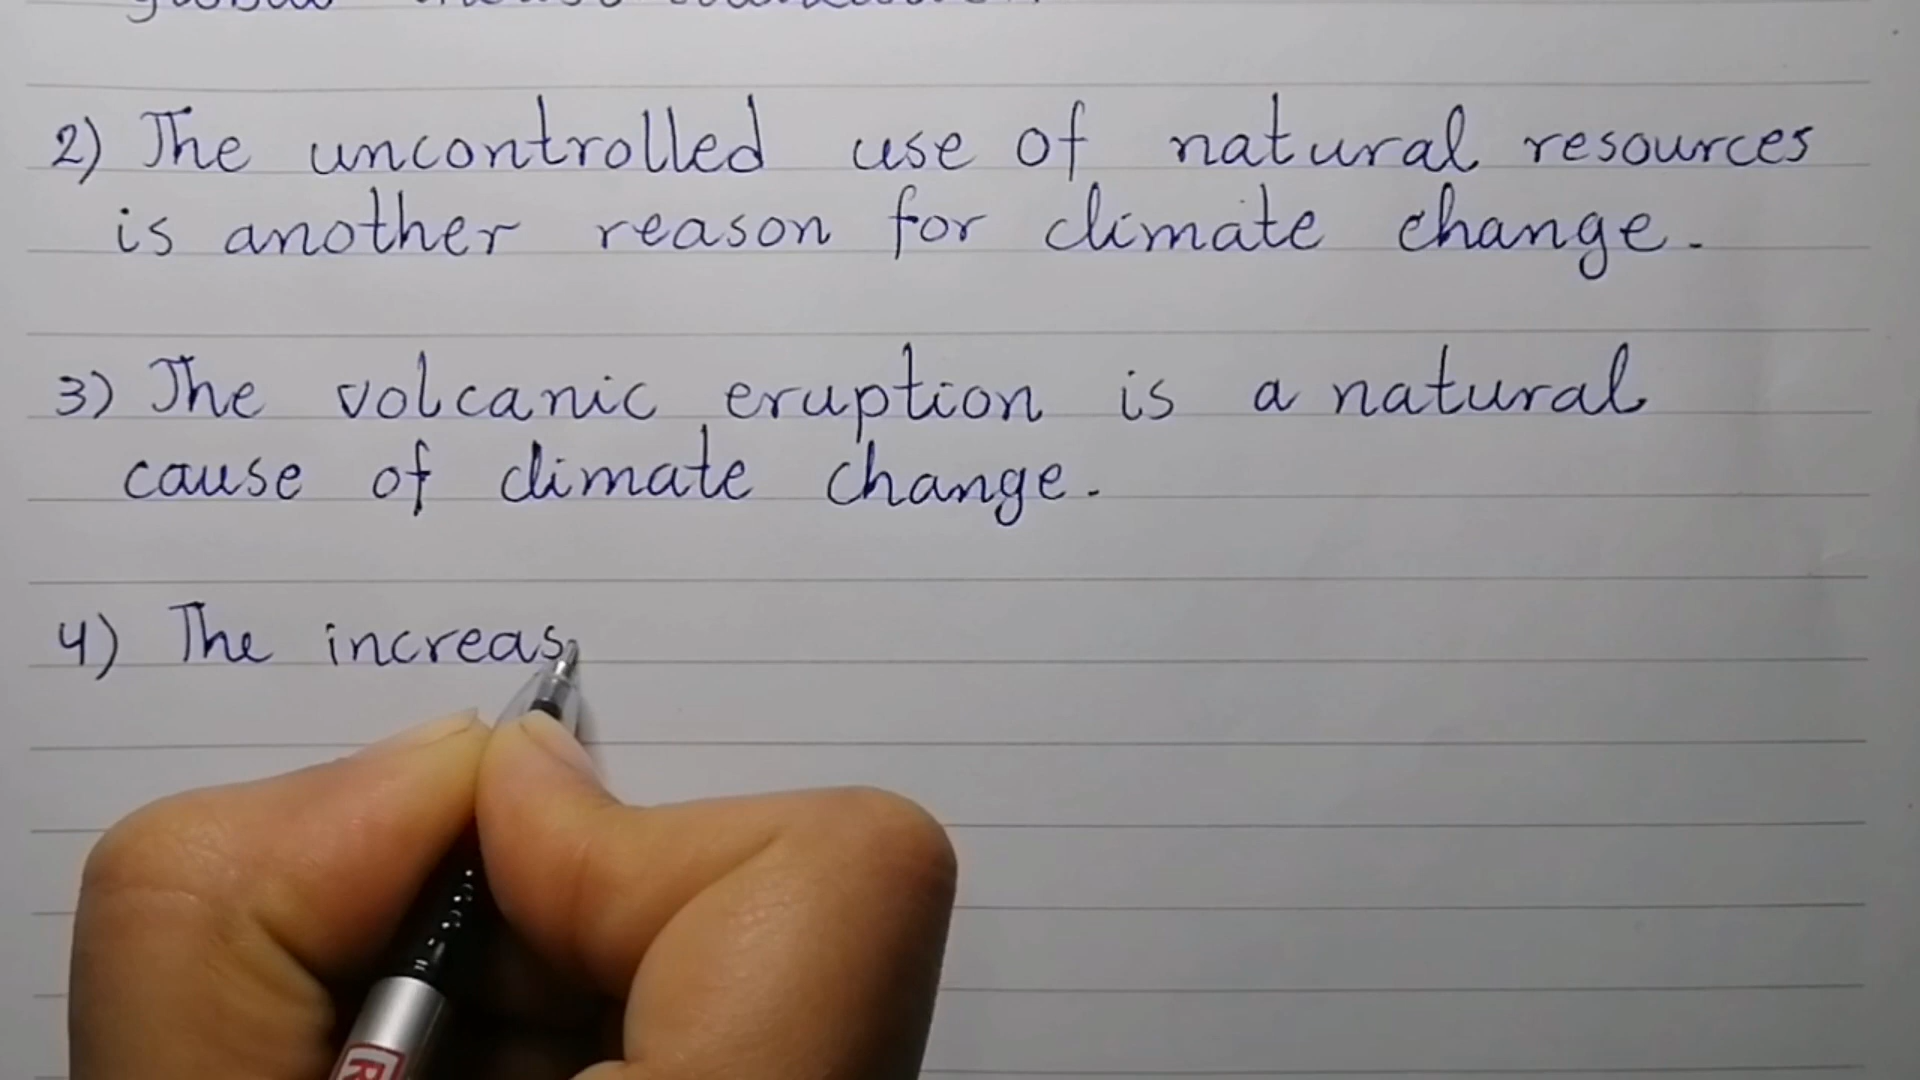 2) The uncontrolled use of natural resources
is another reason for climate change.
3) The volcanic eruption is a natural
cause of climate change.
4) The increas
R